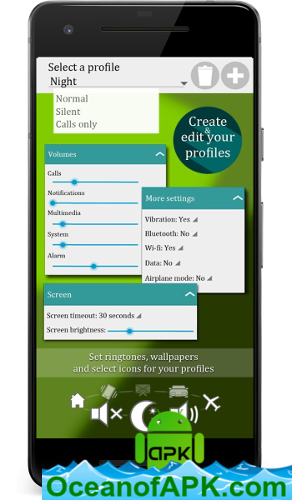 Select a profile
Night
Normal
Silent
Calls only
Create
&
edit your
profiles
Volumes
Calls
Notifications
Multimedia
System
Alarm
More settings
Vibration: Yes
Bluetooth: No
Wi-fi: Yes
Data: No
Airplane mode: No
Screen
Screen timeout: 30 seconds
Screen brightness:
Set ringtones, wallpapers
and select icons for your profiles
APK
OceanofAPK.com